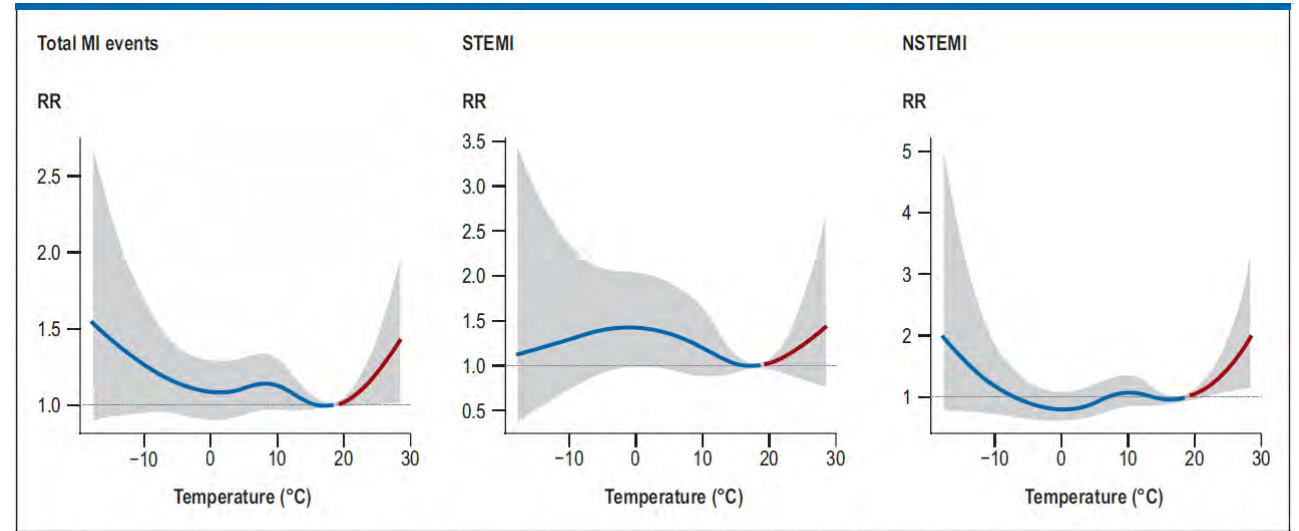 Total MI events
RR
2.5
2.0
1.5
1.0
−10 0 10 20 30
Temperature (°C)
STEMI
RR
3.5
3.0
2.5
2.0
1.5
1.0
0.5
−10 0 10 20 30
Temperature (°C)
NSTEMI
RR
5
4
3
2
1
−10 0 10 20 30
Temperature (°C)